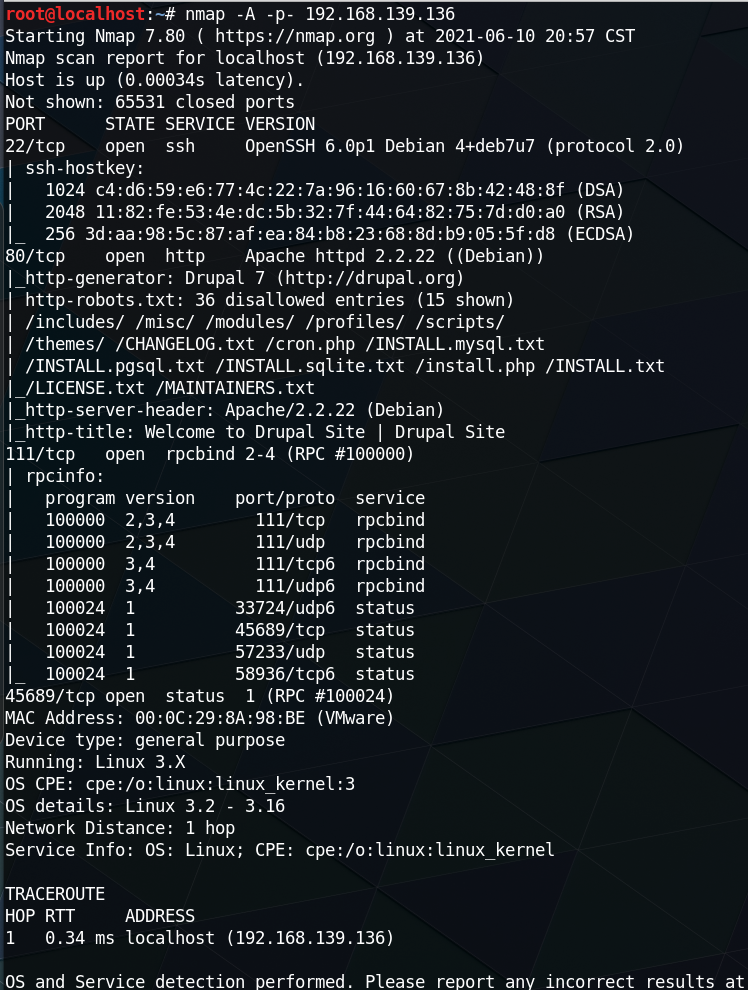 root@localhost:~# nmap -A -p- 192.168.139.136
Starting Nmap 7.80 ( https://nmap.org ) at 2021-06-10 20:57 CST
Nmap scan report for localhost (192.168.139.136)
Host is up (0.00034s latency).
Not shown: 65531 closed ports
PORT      STATE SERVICE VERSION
22/tcp    open  ssh     OpenSSH 6.0p1 Debian 4+deb7u7 (protocol 2.0)
| ssh-hostkey:
|   1024 c4:d6:59:e6:77:4c:22:7a:96:16:60:67:8b:42:48:8f (DSA)
|   2048 11:82:fe:53:4e:dc:5b:32:7f:44:64:82:75:7d:d0:a0 (RSA)
|_  256 3d:aa:98:5c:87:af:ea:84:b8:23:68:8d:b9:05:5f:d8 (ECDSA)
80/tcp    open  http    Apache httpd 2.2.22 ((Debian))
|_http-generator: Drupal 7 (http://drupal.org)
| http-robots.txt: 36 disallowed entries (15 shown)
| /includes/ /misc/ /modules/ /profiles/ /scripts/
| /themes/ /CHANGELOG.txt /cron.php /INSTALL.mysql.txt
| /INSTALL.pgsql.txt /INSTALL.sqlite.txt /install.php /INSTALL.txt
|_/LICENSE.txt /MAINTAINERS.txt
|_http-server-header: Apache/2.2.22 (Debian)
|_http-title: Welcome to Drupal Site | Drupal Site
111/tcp   open  rpcbind 2-4 (RPC #100000)
| rpcinfo:
|   program version    port/proto  service
|   100000  2,3,4        111/tcp   rpcbind
|   100000  2,3,4        111/udp   rpcbind
|   100000  3,4          111/tcp6  rpcbind
|   100000  3,4          111/udp6  rpcbind
|   100024  1          33724/udp6  status
|   100024  1          45689/tcp   status
|   100024  1          57233/udp   status
|_  100024  1          58936/tcp6  status
45689/tcp open  status  1 (RPC #100024)
MAC Address: 00:0C:29:8A:98:BE (VMware)
Device type: general purpose
Running: Linux 3.X
OS CPE: cpe:/o:linux:linux_kernel:3
OS details: Linux 3.2 - 3.16
Network Distance: 1 hop
Service Info: OS: Linux; CPE: cpe:/o:linux:linux_kernel
TRACEROUTE
HOP RTT     ADDRESS
1   0.34 ms localhost (192.168.139.136)
OS and Service detection performed. Please report any incorrect results at